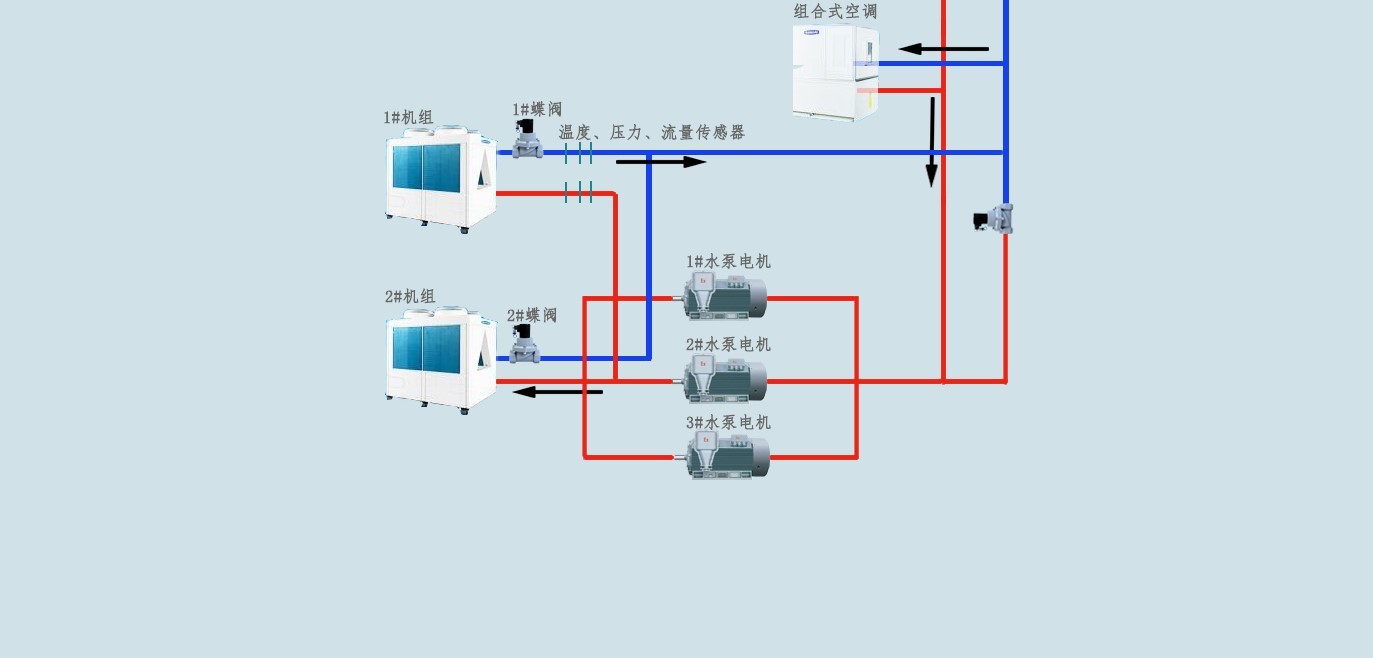 组合式空调
1#蝶阀
1#机组
温度、压力、流量传感器
1#水泵电机
2#机组
2#蝶阀
2#水泵电机
3#水泵电机